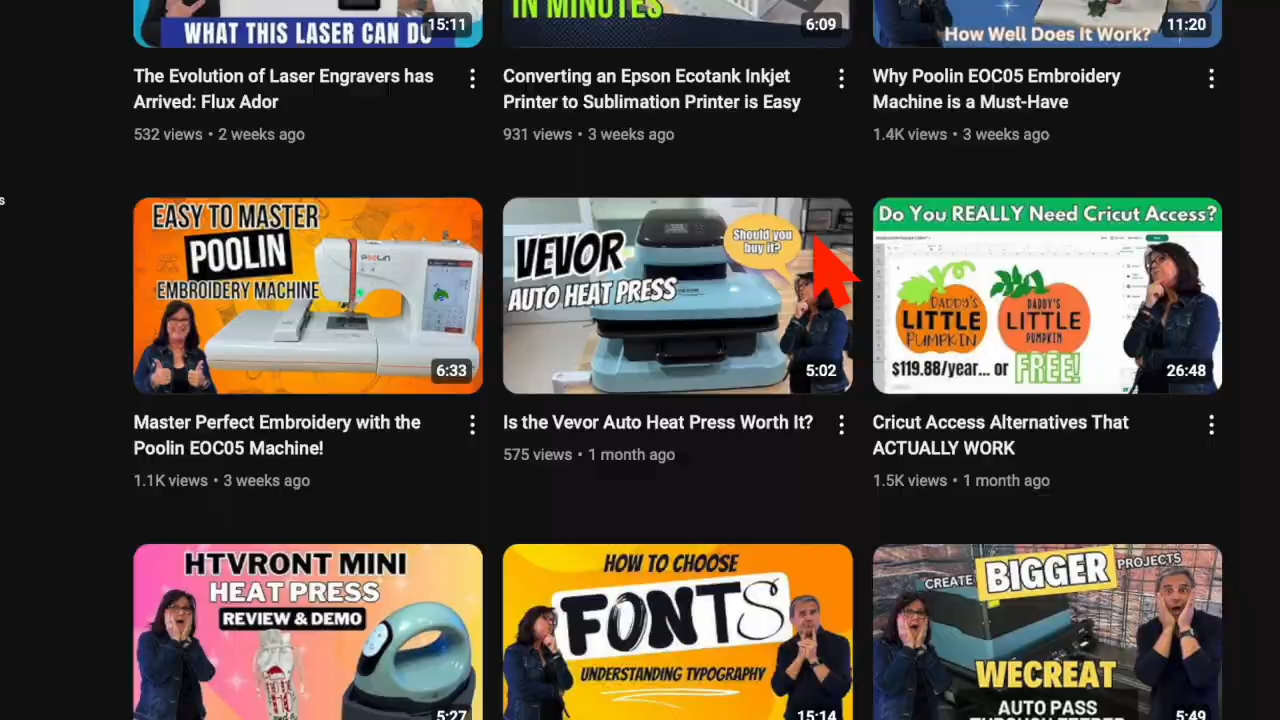 WHAT THIS LASER CAN DO
15:11
IN MINUTES
6:09
How Well Does It Work?
11:20
The Evolution of Laser Engravers has
Arrived: Flux Ador
532 views • 2 weeks ago
Converting an Epson Ecotank Inkjet
Printer to Sublimation Printer is Easy
931 views • 3 weeks ago
Why Poolin EOC05 Embroidery
Machine is a Must-Have
1.4K views • 3 weeks ago
s
EASY TO MASTER
POOLIN
EMBROIDERY MACHINE
POOLIN
6:33
VEVOR
AUTO HEAT PRESS
Should you
buy it?
5:02
Do You REALLY Need Cricut Access?
DADDY'S
LITTLE
PUMPKIN
DADDY'S
LITTLE
PUMPKIN
$119.88/year... or FREE!
26:48
Master Perfect Embroidery with the
Poolin EOC05 Machine!
1.1K views • 3 weeks ago
Is the Vevor Auto Heat Press Worth It?
575 views • 1 month ago
Cricut Access Alternatives That
ACTUALLY WORK
1.5K views • 1 month ago
HTVRONT MINI
HEAT PRESS
REVIEW & DEMO
5:27
HOW TO CHOOSE
FONTS
UNDERSTANDING TYPOGRAPHY
15:14
CREATE BIGGER PROJECTS
WECREAT
AUTO PASS
THROUGH FEEDER
5:49